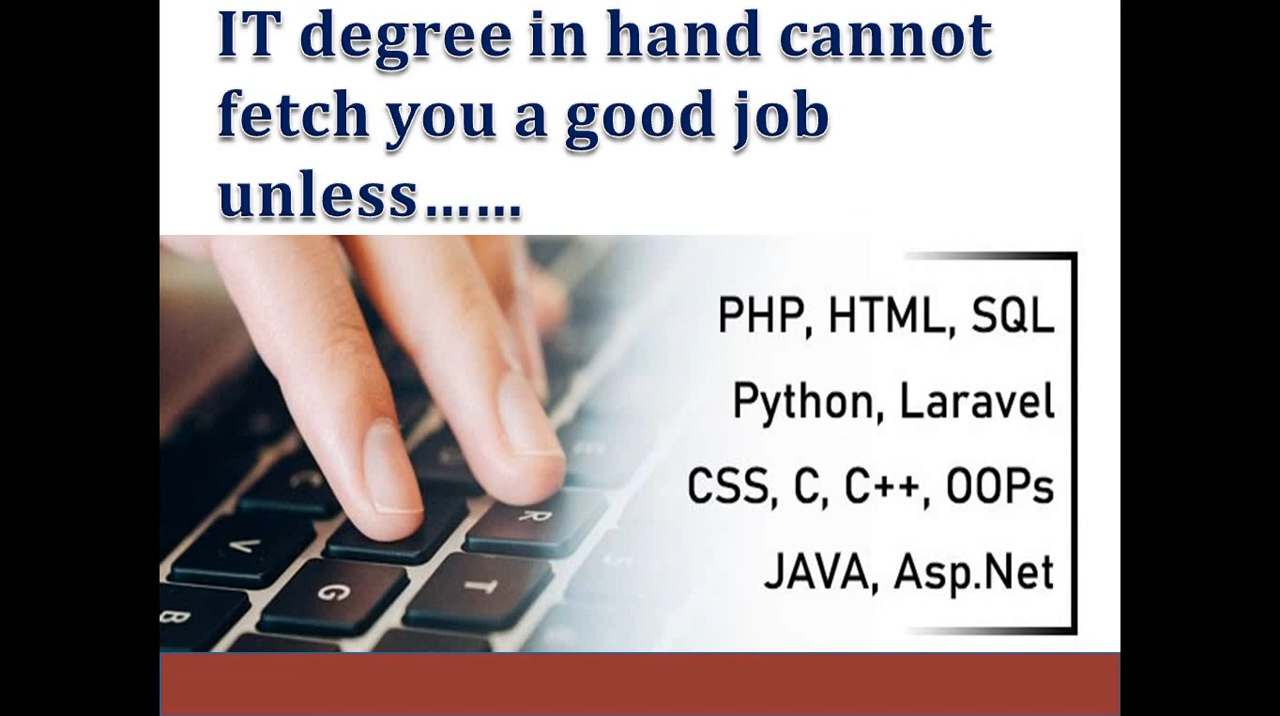 IT degree in hand cannot
fetch you a good job
unless……
PHP, HTML, SQL
Python, Laravel
CSS, C, C++, OOPs
JAVA, Asp.Net
C
R
V
G
T
B